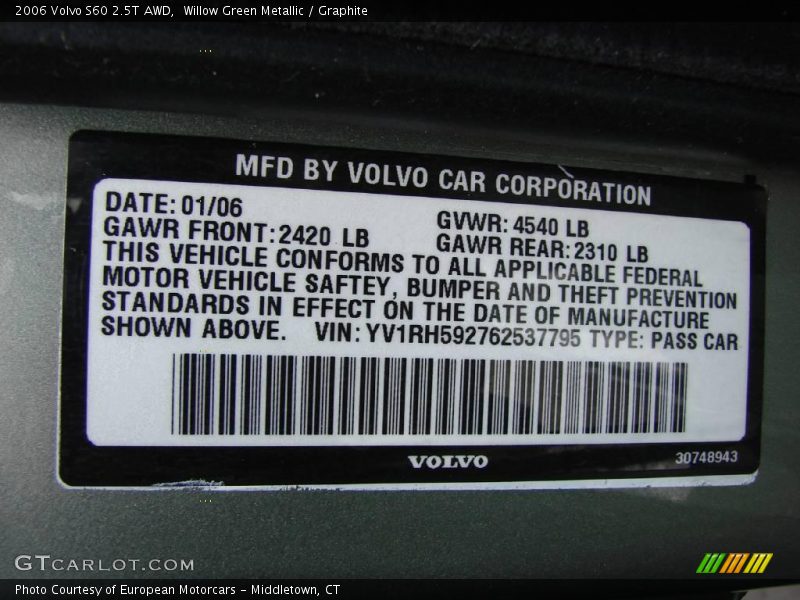 2006 Volvo S60 2.5T AWD,  Willow Green Metallic / Graphite
MFD BY VOLVO CAR CORPORATION
DATE: 01/06 GVWR: 4540 LB
GAWR FRONT: 2420 LB GAWR REAR: 2310 LB
THIS VEHICLE CONFORMS TO ALL APPLICABLE FEDERAL
MOTOR VEHICLE SAFTEY, BUMPER AND THEFT PREVENTION
STANDARDS IN EFFECT ON THE DATE OF MANUFACTURE
SHOWN ABOVE. VIN: YV1RH592762537795 TYPE: PASS CAR
VOLVO
30748943
GTCARLOT.COM
Photo Courtesy of European Motorcars - Middletown, CT